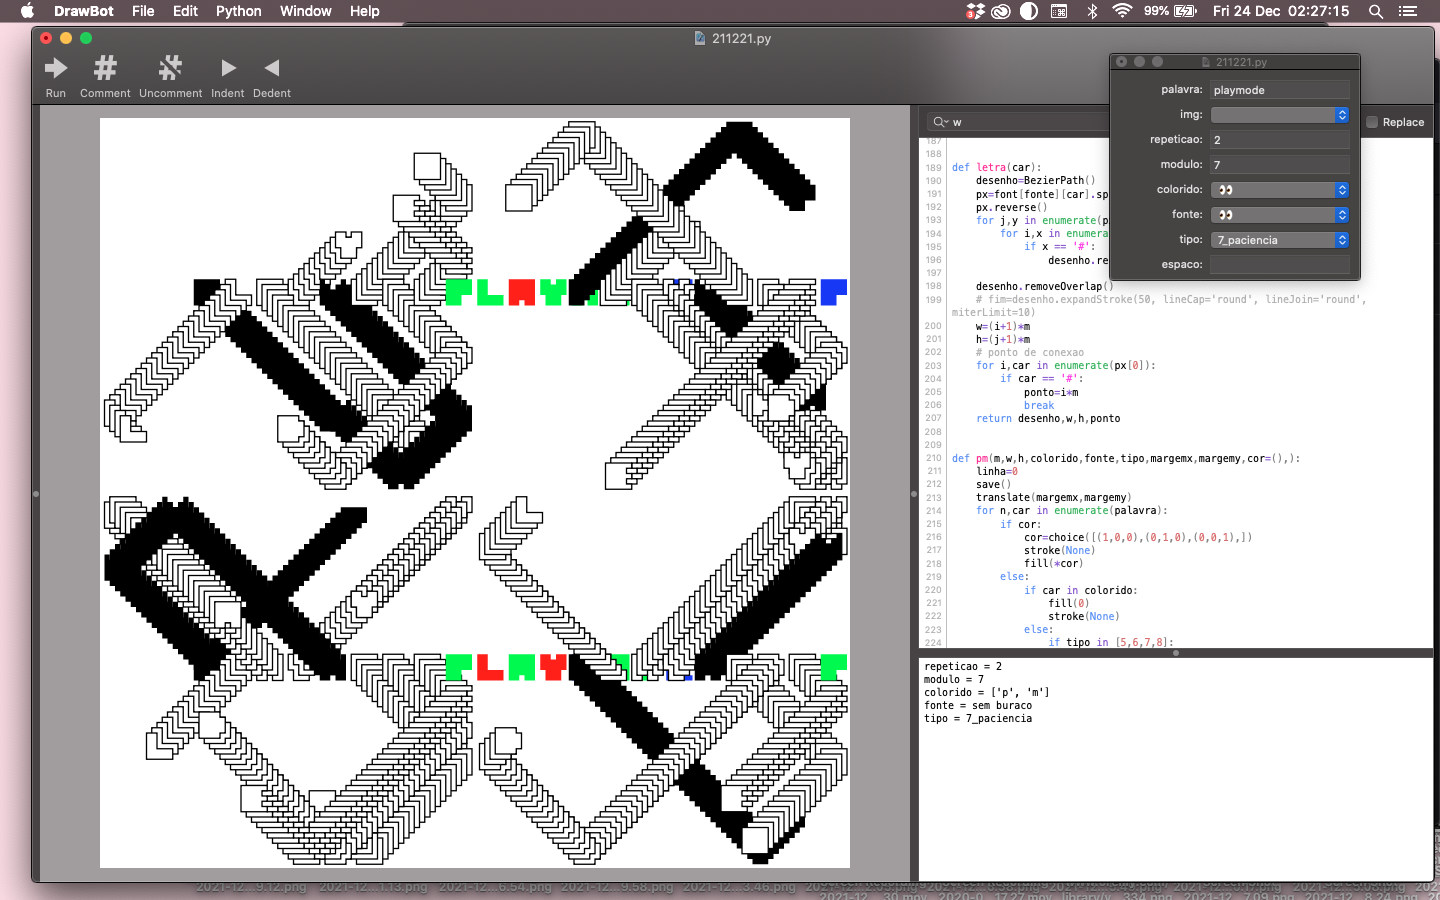 DrawBot File Edit Python Window Help
3 99% Fri 24 Dec 02:27:15
211221.py
Run Comment Uncomment Indent Dedent
211221.py
palavra: playmode
img:
repeticao: 2
modulo: 7
colorido: 👀
fonte: 👀
tipo: 7_paciencia
espaco:
w
Replace
187
188
189 def letra(car):
190 desenho=BezierPath()
191 px=font[fonte][car].sp
192 px.reverse()
193 for j,y in enumerate(p
194 for i,x in enumera
195 if x == '#':
196 desenho.re
197
198 desenho.removeOverlap()
199 # fim=desenho.expandStroke(50, lineCap='round', lineJoin='round',
miterLimit=10)
200 w=(i+1)*m
201 h=(j+1)*m
202 # ponto de conexao
203 for i,car in enumerate(px[0]):
204 if car == '#':
205 ponto=i*m
206 break
207 return desenho,w,h,ponto
208
209
210 def pm(m,w,h,colorido,fonte,tipo,margemx,margemy,cor=(),):
211 linha=0
212 save()
213 translate(margemx,margemy)
214 for n,car in enumerate(palavra):
215 if cor:
216 cor=choice([(1,0,0),(0,1,0),(0,0,1),])
217 stroke(None)
218 fill(*cor)
219 else:
220 if car in colorido:
221 fill(0)
222 stroke(None)
223 else:
224 if tipo in [5,6,7,8]:
repeticao = 2
modulo = 7
colorido = ['p', 'm']
fonte = sem buraco
tipo = 7_paciencia
PLAY
PLAY
2021-12...9.12.png 2021-12...1.13.png 2021-12...6.54.png 2021-12...9.58.png 2021-12...3.46.png